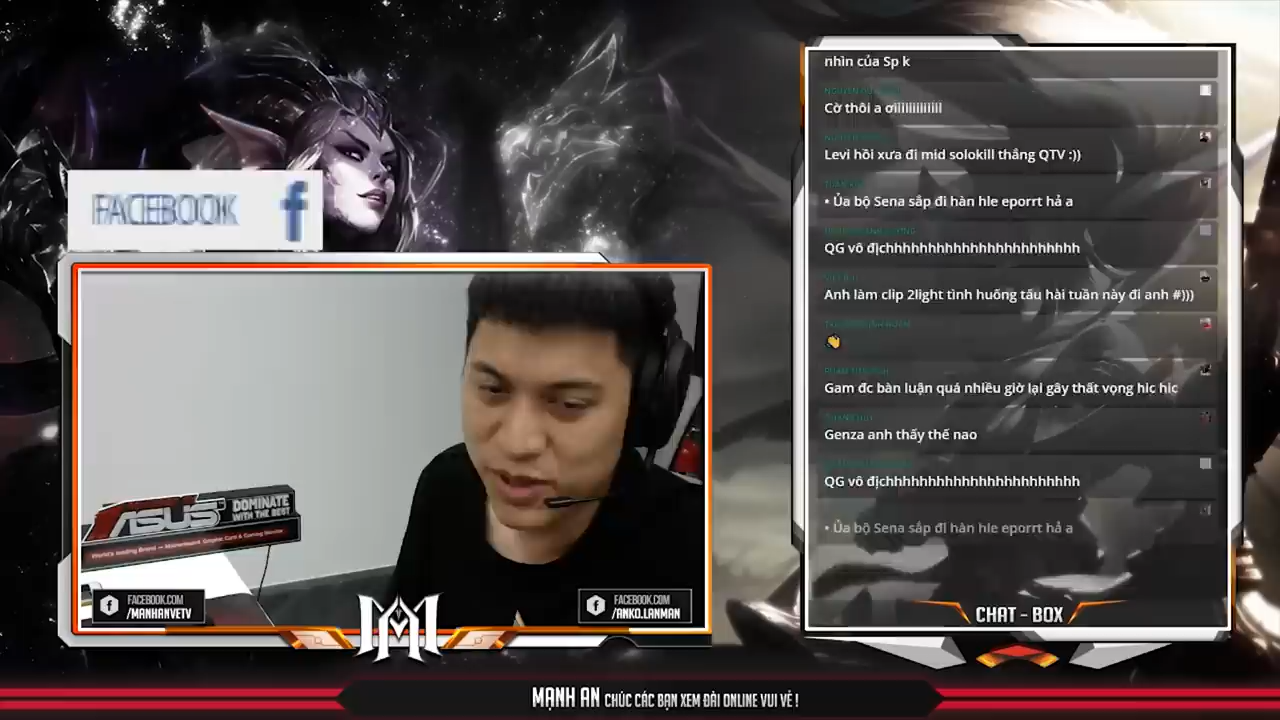 FACEBOOK f
ASUS
DOMINATE
WITH THE BEST
FACEBOOK.COM
/MANHANVETV
FACEBOOK.COM
/ANKO.LANMAN
nhìn của Sp k
Cờ thôi a ơiiiiiiiiiiiii
Levi hồi xưa đi mid solokill thắng QTV :))
• Ủa bộ Sena sắp đi hàn hle eporrt hả a
QG vô địchhhhhhhhhhhhhhhhhhhhhhh
Anh làm clip 2light tình huống tấu hài tuần này đi anh #)))
Gam đc bàn luận quá nhiều giờ lại gây thất vọng hic hic
Genza anh thấy thế nao
QG vô địchhhhhhhhhhhhhhhhhhhhhhh
• Ủa bộ Sena sắp đi hàn hle eporrt hả a
CHAT - BOX
MẠNH AN CHÚC CÁC BẠN XEM ĐÀI ONLINE VUI VẺ !